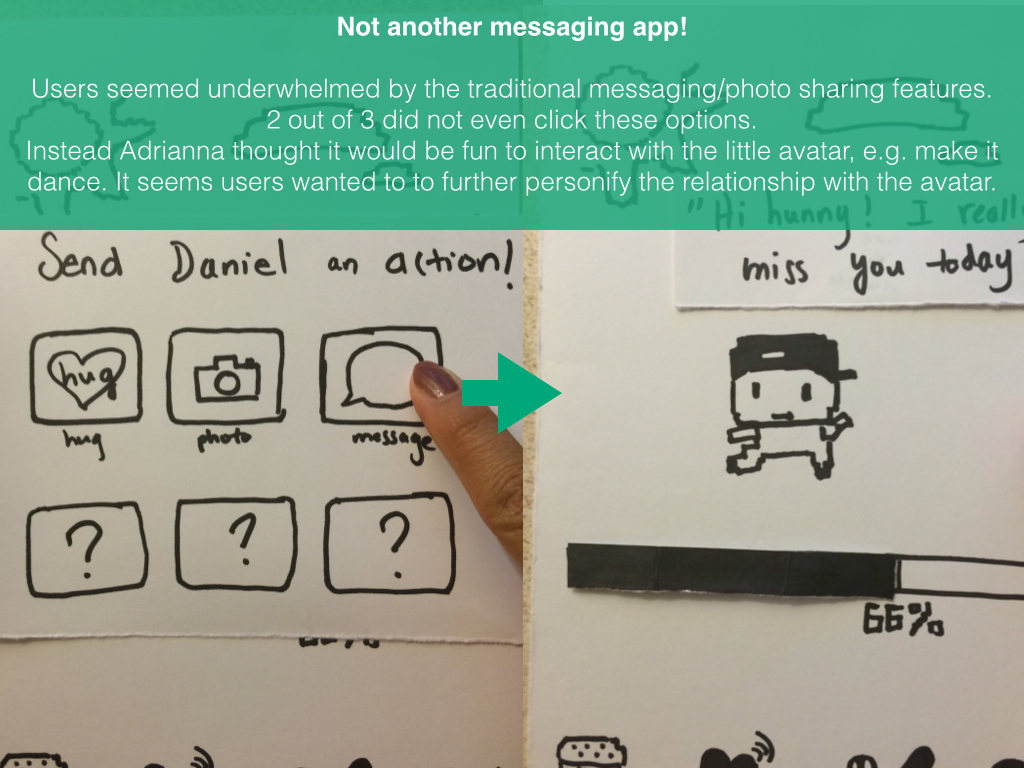 Not another messaging app!
Users seemed underwhelmed by the traditional messaging/photo sharing features.
2 out of 3 did not even click these options.
Instead Adrianna thought it would be fun to interact with the little avatar, e.g. make it
dance. It seems users wanted to to further personify the relationship with the avatar.
Send Daniel an action!
hug
hug
photo
message
?
?
?
"Hi hunny! I really
miss you today
66%